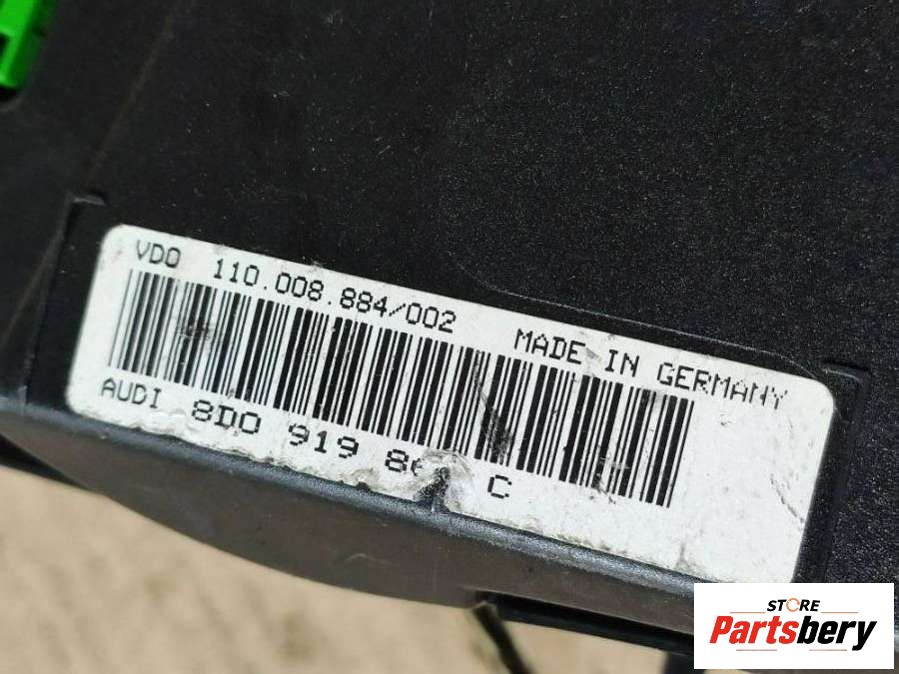 VDO 110.008.884/002 MADE IN GERMANY
AUDI 8D0 919 C
STORE
Partsbery